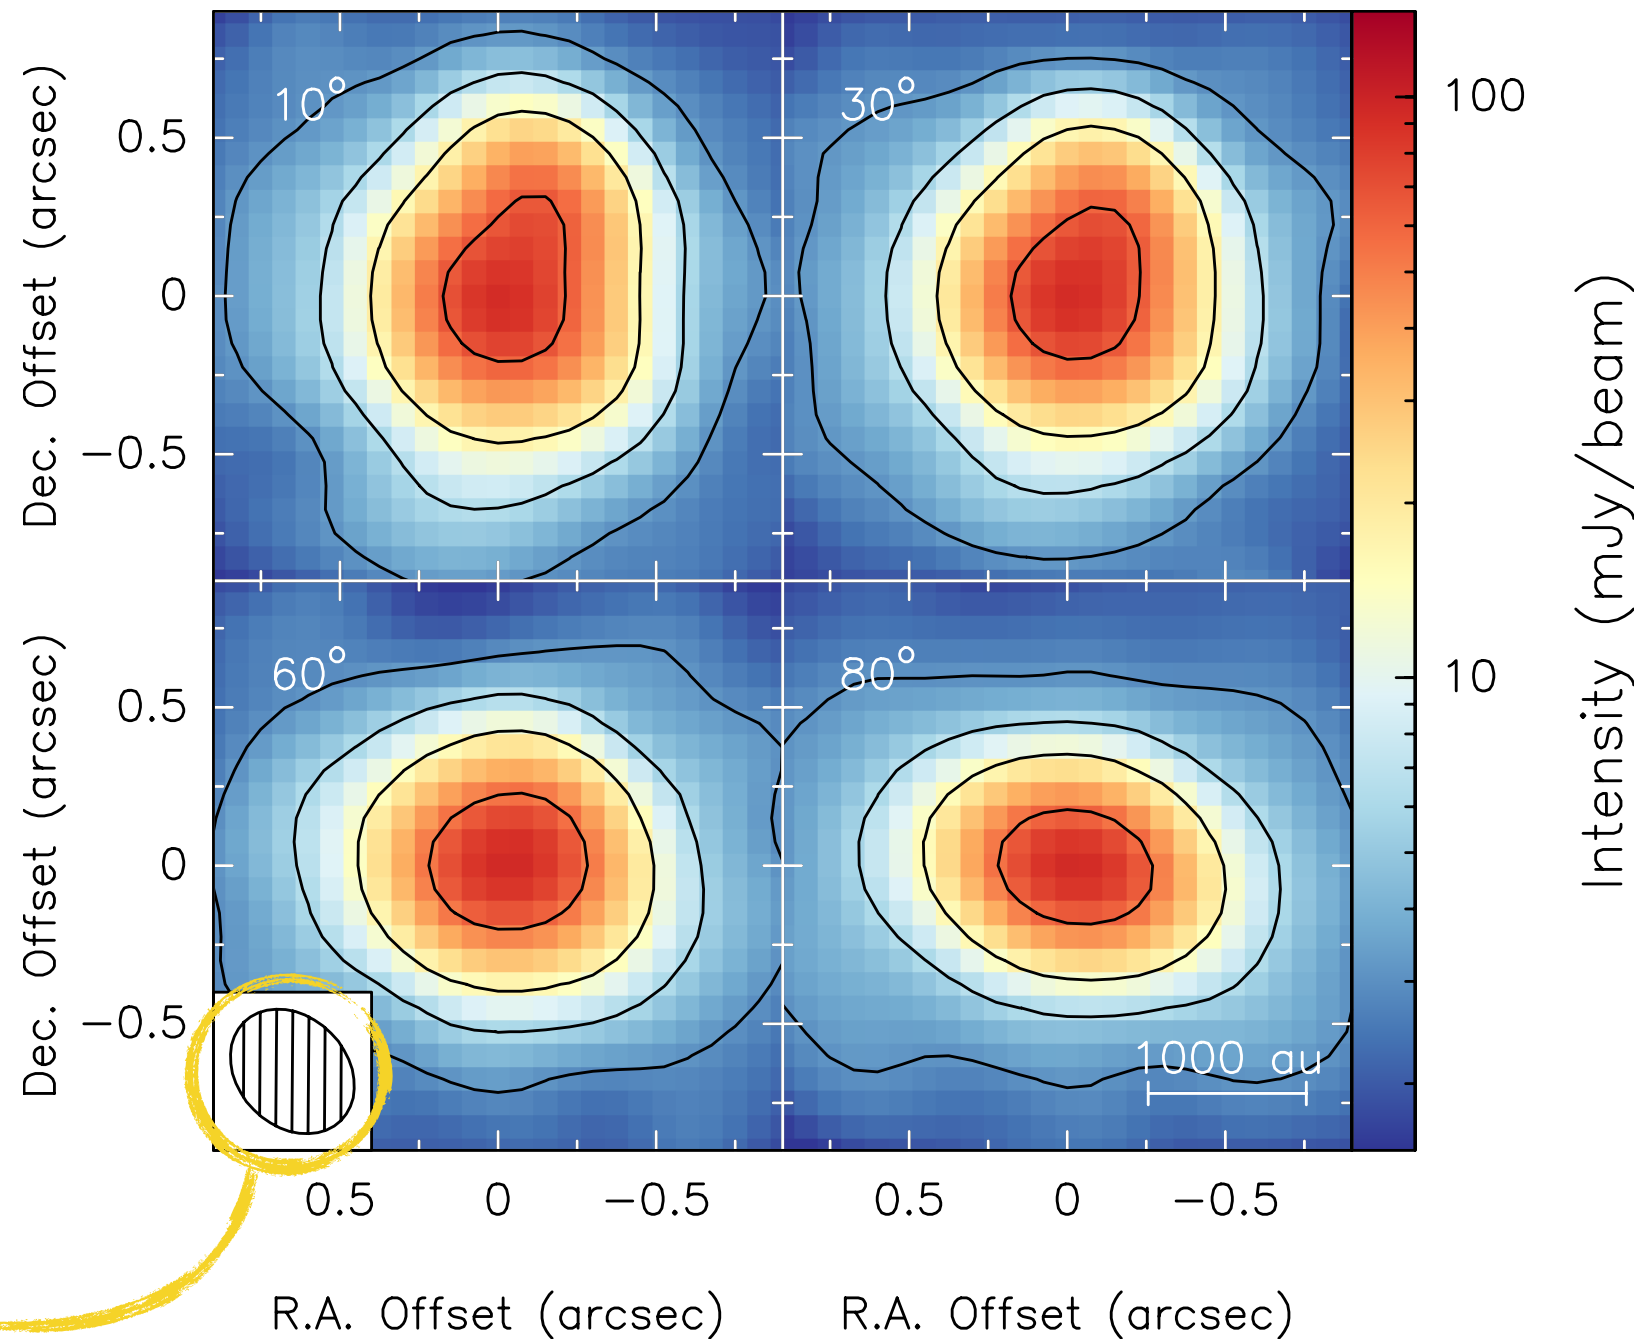 10°
30°
100
0.5
0
−0.5
Dec. Offset (arcsec)
60°
80°
10
0.5
0
−0.5
Dec. Offset (arcsec)
1000 au
Intensity (mJy/beam)
0.5 0 −0.5 0.5 0 −0.5
R.A. Offset (arcsec) R.A. Offset (arcsec)